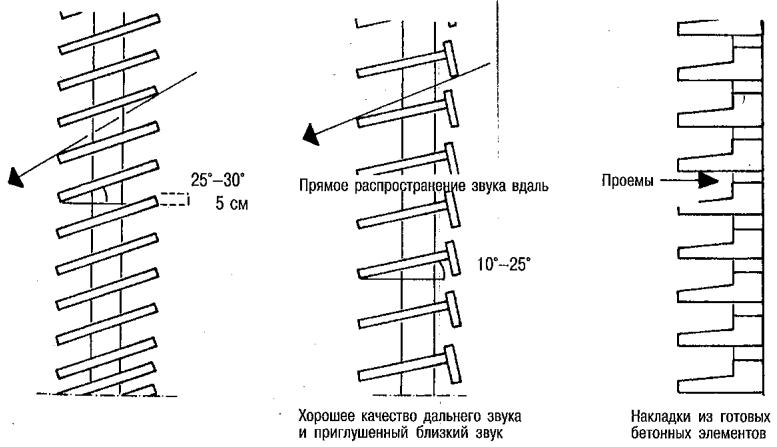 25°–30°
5 см
Прямое распространение звука вдаль
10°–25°
Проемы
Хорошее качество дальнего звука
и приглушенный близкий звук
Накладки из готовых
бетонных элементов